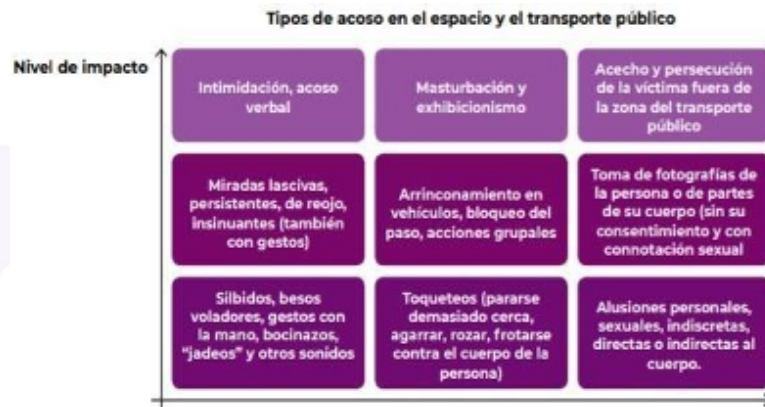 Tipos de acoso en el espacio y el transporte público
Nivel de impacto
Intimidación, acoso
verbal
Masturbación y
exhibicionismo
Acecho y persecución
de la víctima fuera de
la zona del transporte
público
Miradas lascivas,
persistentes, de reojo,
insinuantes (también
con gestos)
Arrinconamiento en
vehículos, bloqueo del
paso, acciones grupales
Toma de fotografías de
la persona o de partes
de su cuerpo (sin su
consentimiento y con
connotación sexual
Silbidos, besos
voladores, gestos con
la mano, bocinazos,
“jadeos” y otros sonidos
Toqueteos (pararse
demasiado cerca,
agarrar, rozar, frotarse
contra el cuerpo de la
persona)
Alusiones personales,
sexuales, indiscretas,
directas o indirectas al
cuerpo.